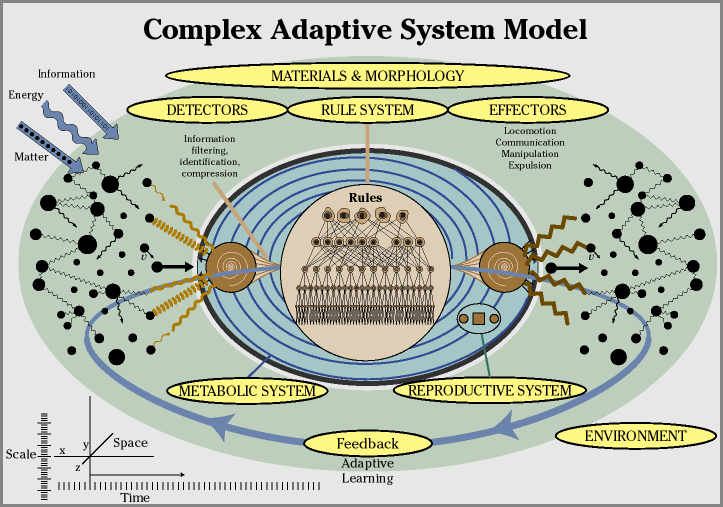 Complex Adaptive System Model
Information
MATERIALS & MORPHOLOGY
Energy
DETECTORS
RULE SYSTEM
EFFECTORS
Matter
Information
filtering,
identification,
compression
Locomotion
Communication
Manipulation
Expulsion
Rules
v
v
METABOLIC SYSTEM
REPRODUCTIVE SYSTEM
Feedback
Adaptive
Learning
ENVIRONMENT
Scale
x
y
z
Space
Time